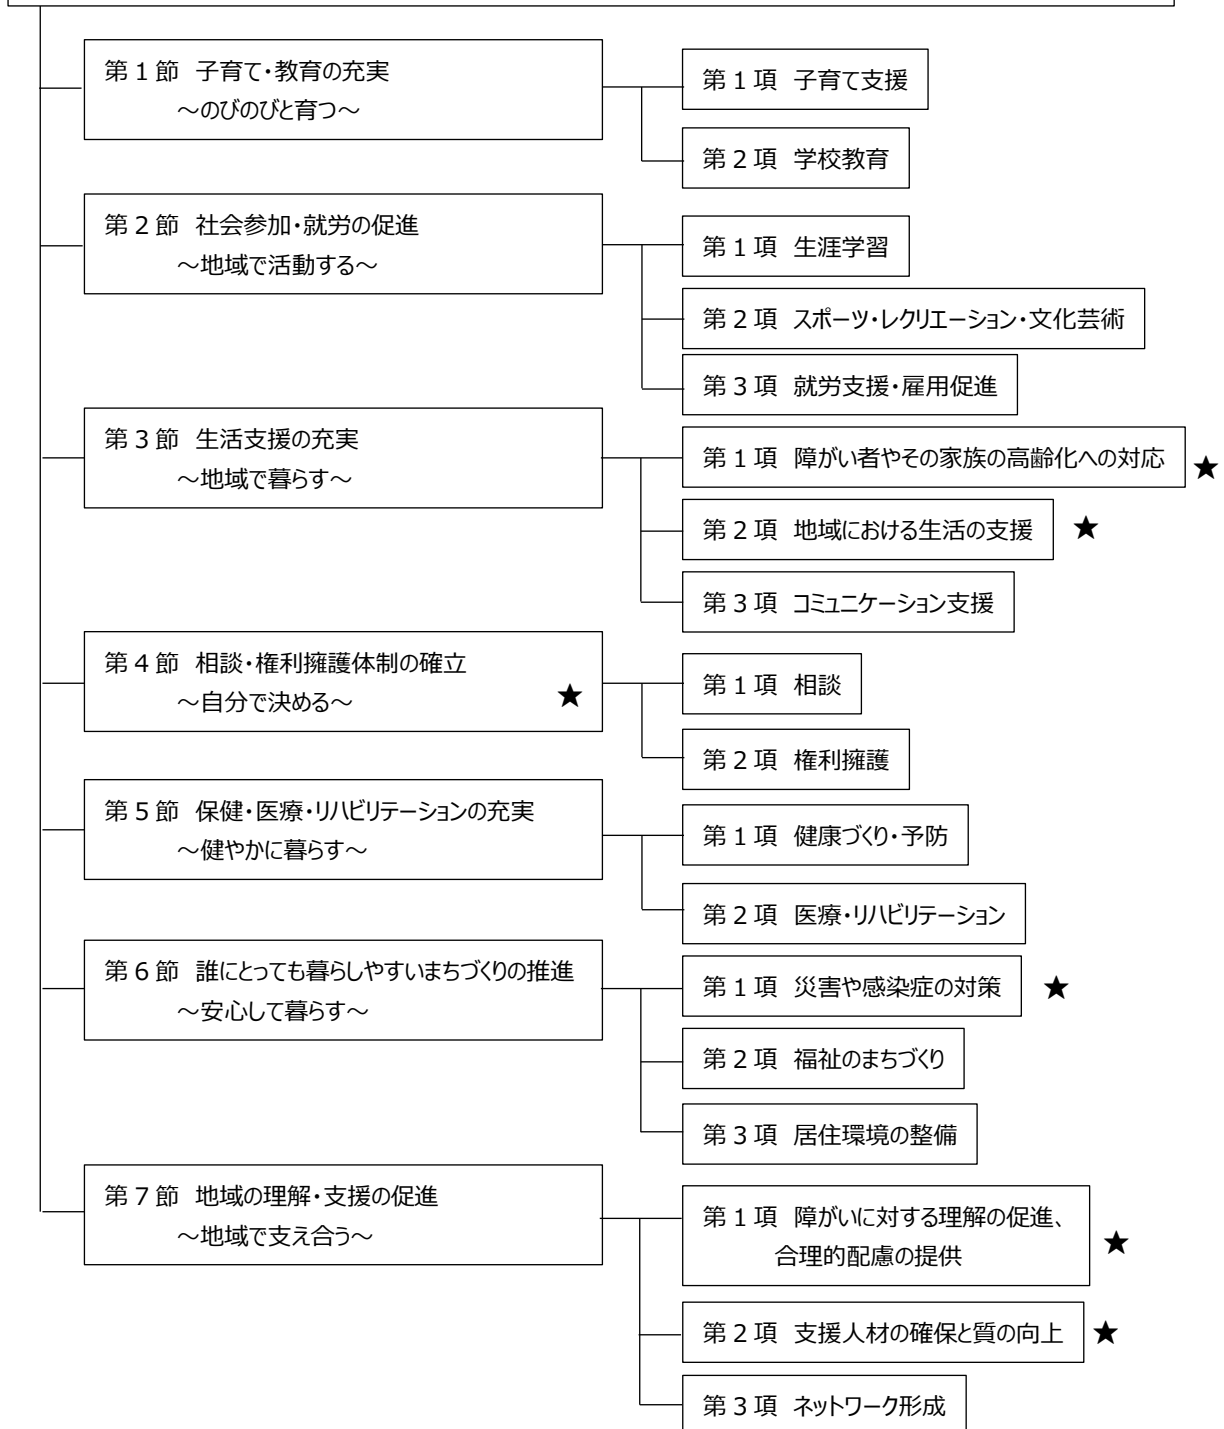 第1節 子育て・教育の充実
～のびのびと育つ～
第1項 子育て支援
第2項 学校教育
第2節 社会参加・就労の促進
～地域で活動する～
第1項 生涯学習
第2項 スポーツ・レクリエーション・文化芸術
第3項 就労支援・雇用促進
第3節 生活支援の充実
～地域で暮らす～
第1項 障がい者やその家族の高齢化への対応 ★
第2項 地域における生活の支援 ★
第3項 コミュニケーション支援
第4節 相談・権利擁護体制の確立
～自分で決める～ ★
第1項 相談
第2項 権利擁護
第5節 保健・医療・リハビリテーションの充実
～健やかに暮らす～
第1項 健康づくり・予防
第2項 医療・リハビリテーション
第6節 誰にとっても暮らしやすいまちづくりの推進
～安心して暮らす～
第1項 災害や感染症の対策 ★
第2項 福祉のまちづくり
第3項 居住環境の整備
第7節 地域の理解・支援の促進
～地域で支え合う～
第1項 障がいに対する理解の促進、
合理的配慮の提供 ★
第2項 支援人材の確保と質の向上 ★
第3項 ネットワーク形成